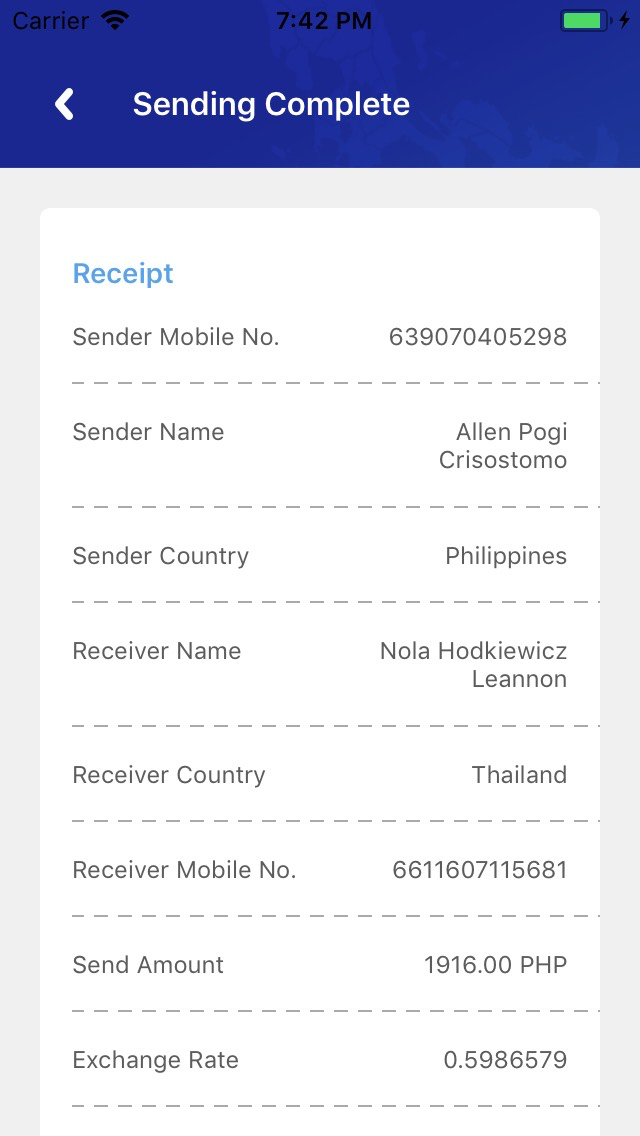 Carrier 7:42 PM
Sending Complete
Receipt
Sender Mobile No. 639070405298
Sender Name Allen Pogi
Crisostomo
Sender Country Philippines
Receiver Name Nola Hodkiewicz
Leannon
Receiver Country Thailand
Receiver Mobile No. 6611607115681
Send Amount 1916.00 PHP
Exchange Rate 0.5986579